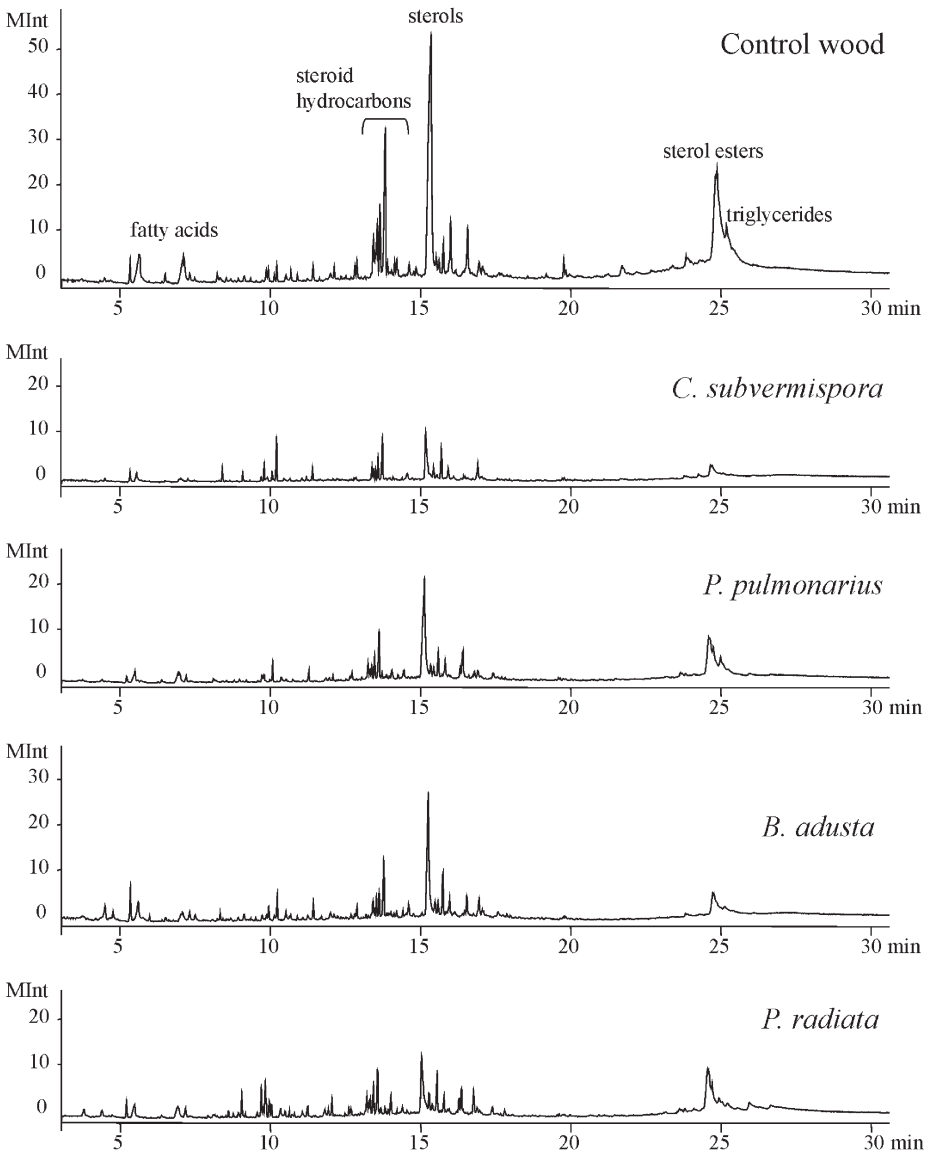 MInt
sterols
Control wood
50
steroid
hydrocarbons
40
30
sterol esters
20
triglycerides
fatty acids
10
0
5 10 15 20 25 30 min
MInt
C. subvermispora
20
10
0
5 10 15 20 25 30 min
MInt
P. pulmonarius
20
10
0
5 10 15 20 25 30 min
MInt
30
B. adusta
20
10
0
5 10 15 20 25 30 min
MInt
P. radiata
20
10
0
5 10 15 20 25 30 min